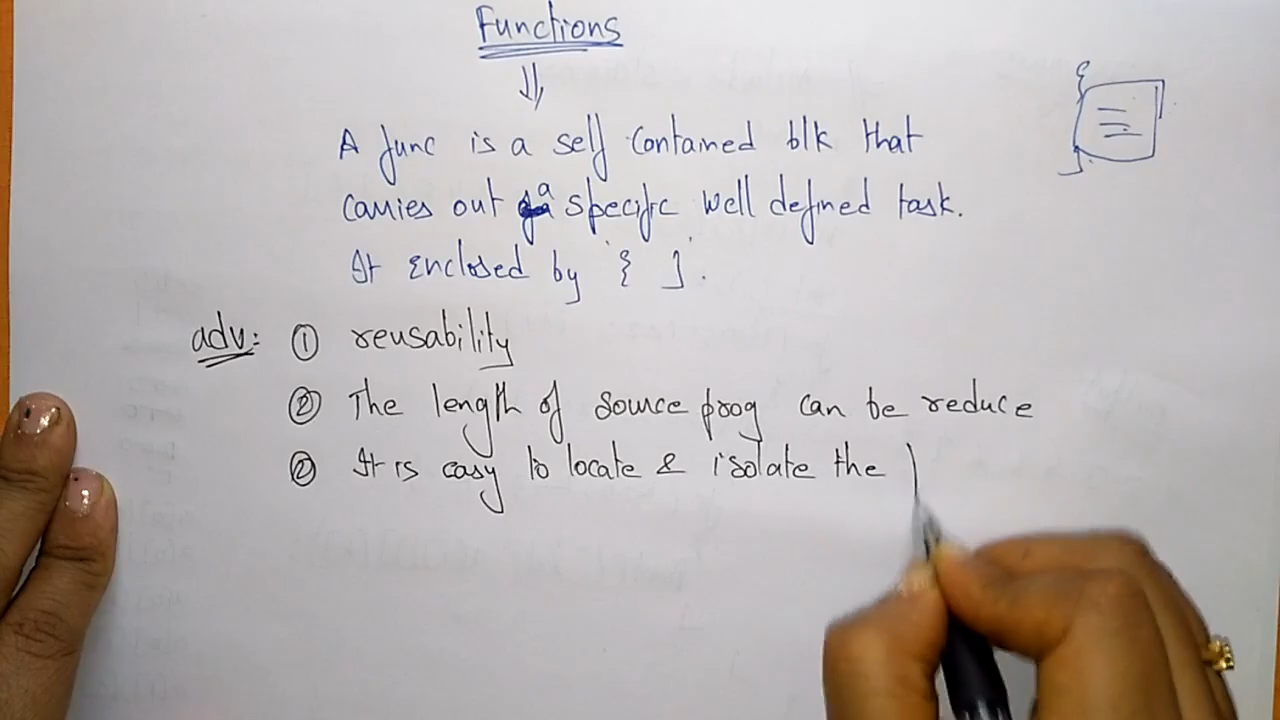 Functions
A func is a self contained blk that
carries out a specific well defined task.
It enclosed by { }.
adv: ① reusability
② The length of source prog can be reduce
② It is easy to locate & isolate the